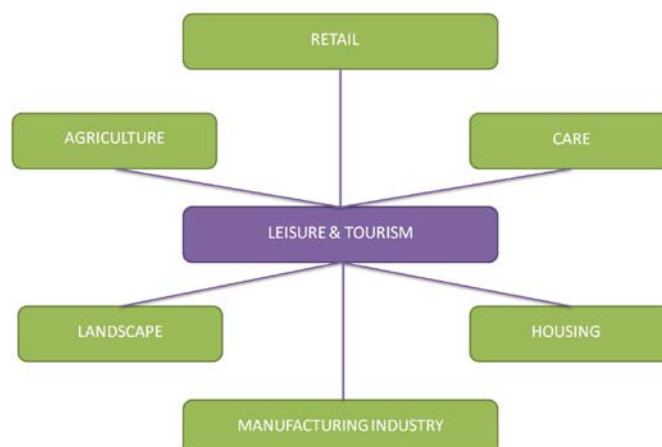 RETAIL
AGRICULTURE
CARE
LEISURE & TOURISM
LANDSCAPE
HOUSING
MANUFACTURING INDUSTRY